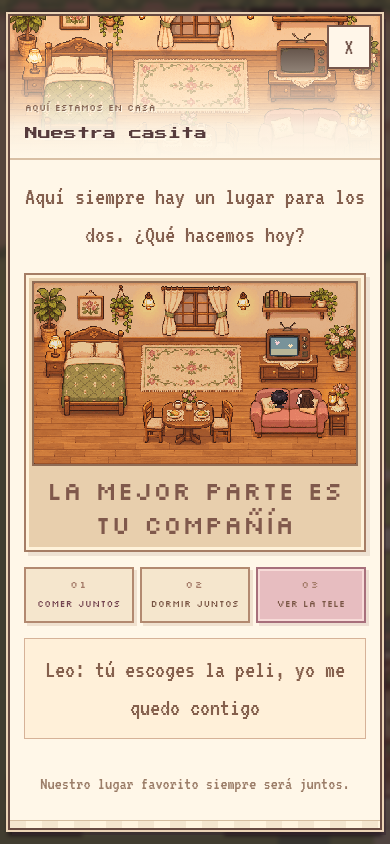 X
AQUÍ ESTAMOS EN CASA
Nuestra casita
Aquí siempre hay un lugar para los
dos. ¿Qué hacemos hoy?
LA MEJOR PARTE ES
TU COMPAÑÍA
01
COMER JUNTOS
02
DORMIR JUNTOS
03
VER LA TELE
Leo: tú escoges la peli, yo me
quedo contigo
Nuestro lugar favorito siempre será juntos.